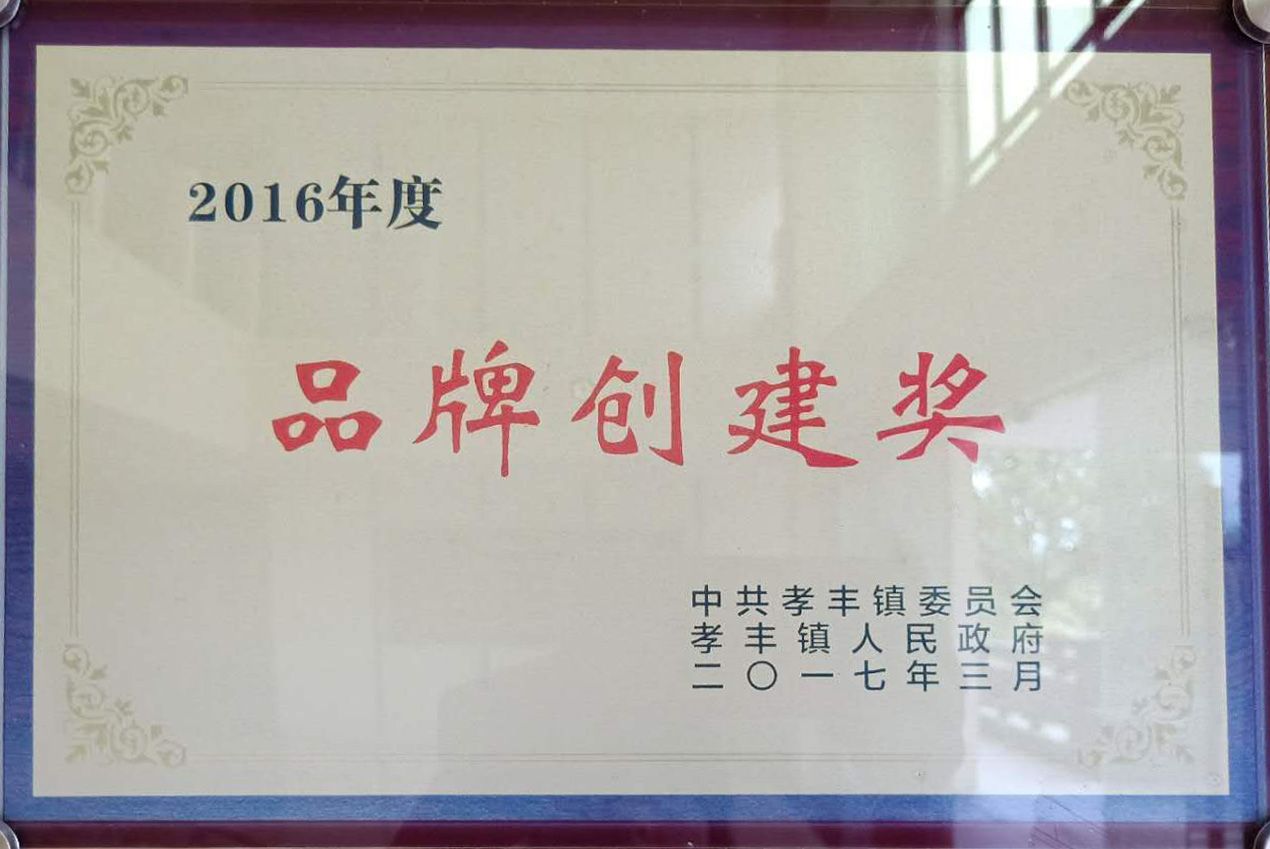 2016年度
品牌创建奖
中共孝丰镇委员会
孝丰镇人民政府
二〇一七年三月